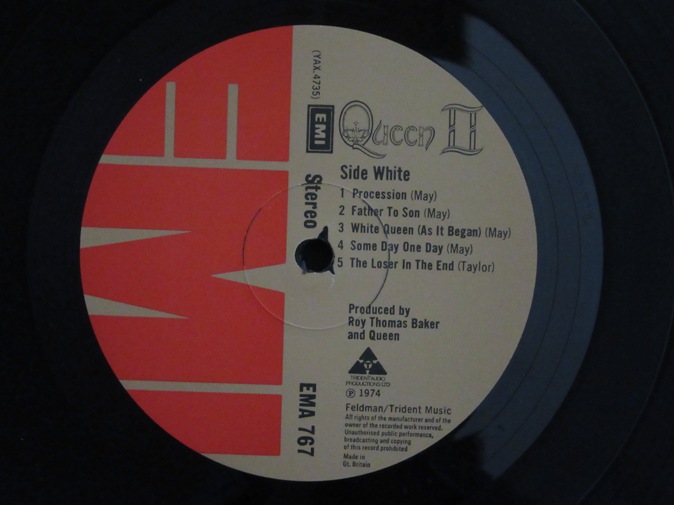 EMI
(YAX.4735)
EMI
Stereo
EMA 767
Queen II
Side White
1 Procession (May)
2 Father To Son (May)
3 White Queen (As It Began) (May)
4 Some Day One Day (May)
5 The Loser In The End (Taylor)
Produced by
Roy Thomas Baker
and Queen
TRIDENT AUDIO
PRODUCTIONS LTD
℗ 1974
Feldman/Trident Music
All rights of the manufacturer and of the
owner of the recorded work reserved.
Unauthorised public performance,
broadcasting and copying
of this record prohibited
Made in
Gt. Britain